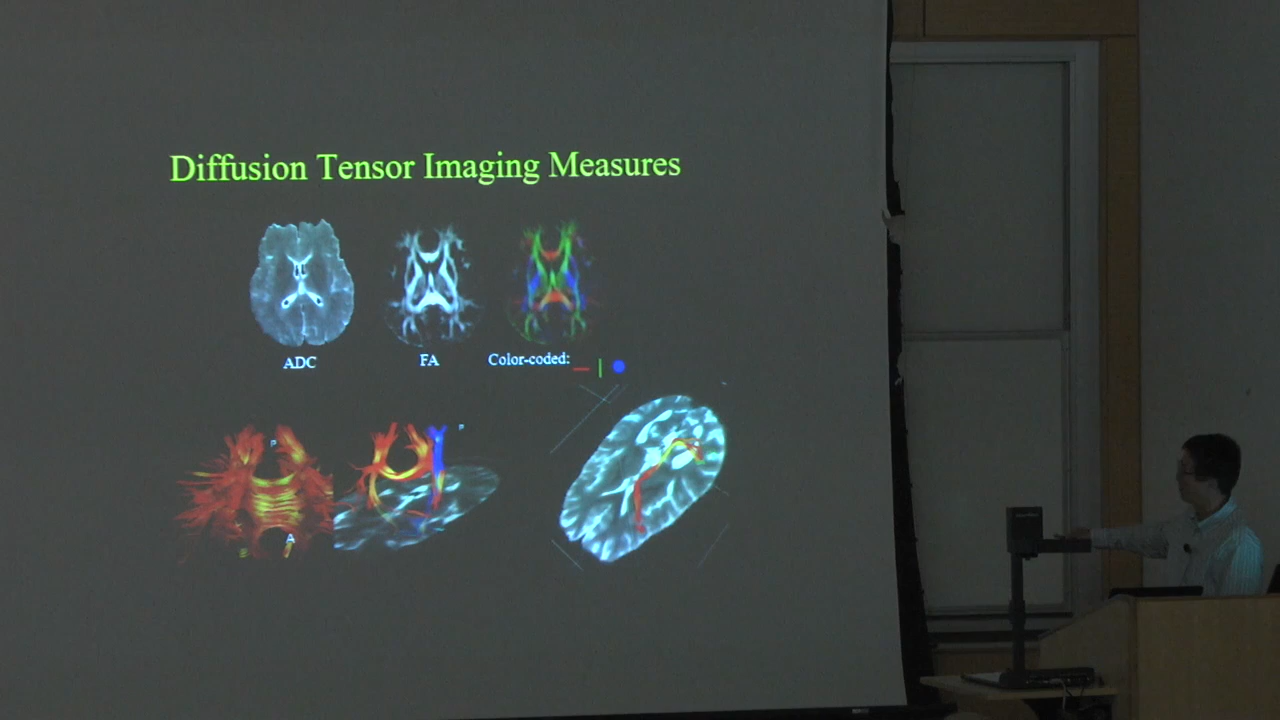 Diffusion Tensor Imaging Measures
ADC
FA
Color-coded:
P
P
A